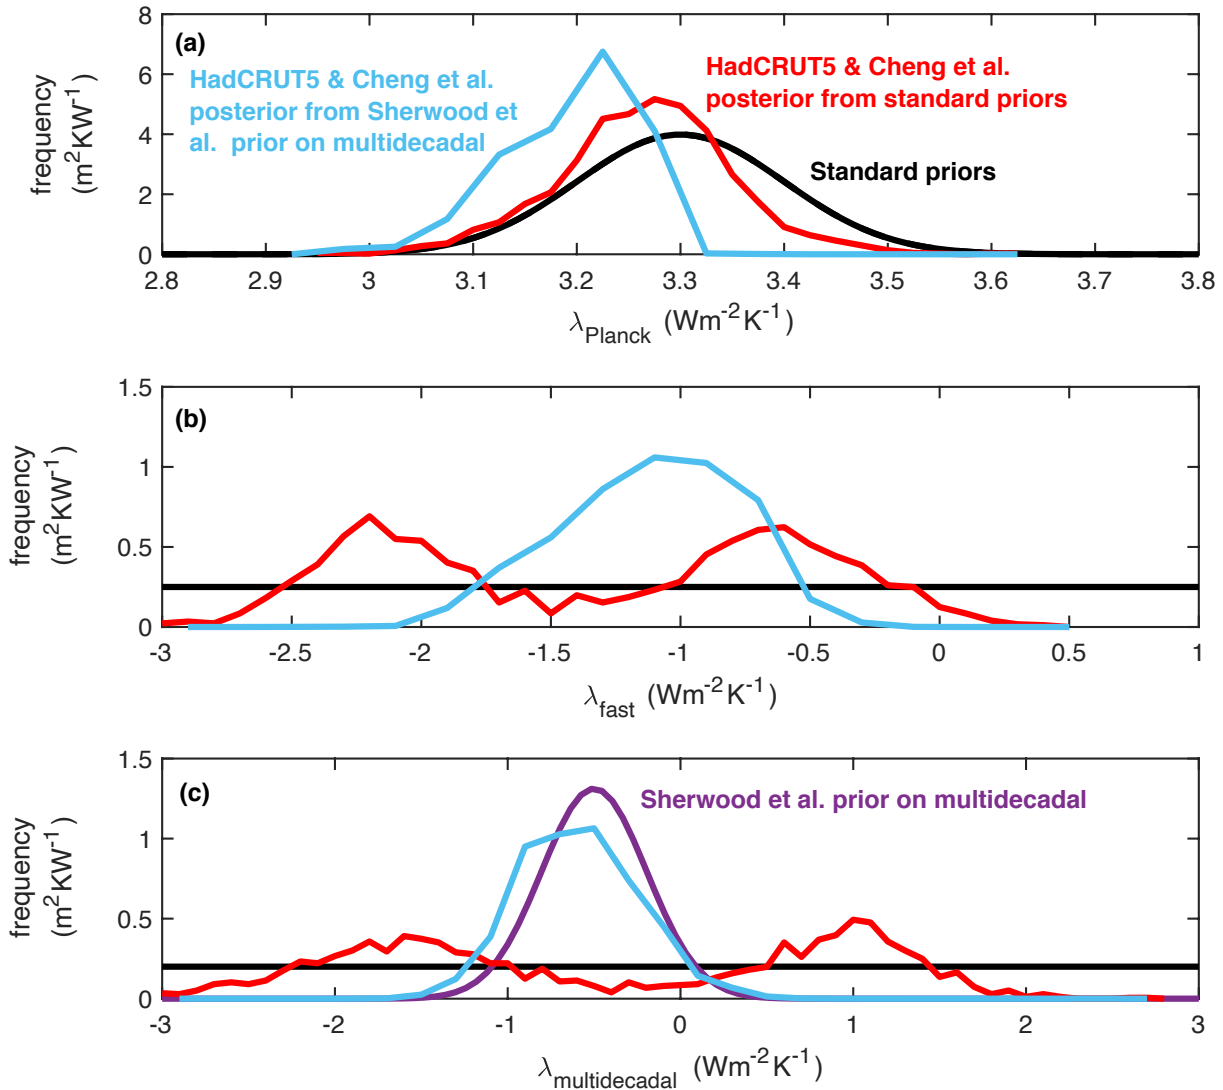 8
6
4
2
0
frequency
(m²KW⁻¹)
(a)
HadCRUT5 & Cheng et al.
posterior from Sherwood et
al. prior on multidecadal
HadCRUT5 & Cheng et al.
posterior from standard priors
Standard priors
2.8 2.9 3 3.1 3.2 3.3 3.4 3.5 3.6 3.7 3.8
λPlanck (Wm⁻²K⁻¹)
1.5
1
0.5
0
frequency
(m²KW⁻¹)
(b)
-3 -2.5 -2 -1.5 -1 -0.5 0 0.5 1
λfast (Wm⁻²K⁻¹)
1.5
1
0.5
0
frequency
(m²KW⁻¹)
(c)
Sherwood et al. prior on multidecadal
-3 -2 -1 0 1 2 3
λmultidecadal (Wm⁻²K⁻¹)